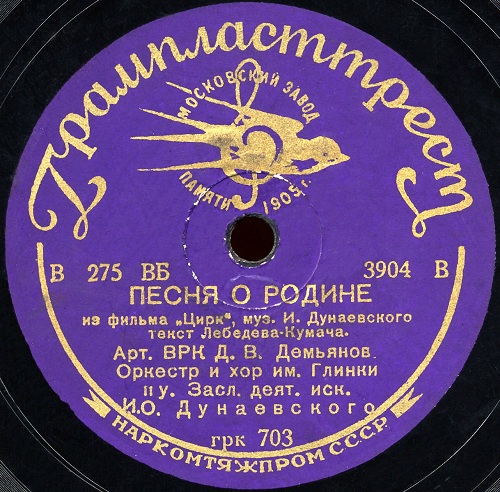 Грампласттрест
МОСКОВСКИЙ ЗАВОД
ПАМЯТИ 1905 г.
В 275 ВБ 3904 В
ПЕСНЯ О РОДИНЕ
из фильма „Цирк“, муз. И. Дунаевского
текст Лебедева-Кумача.
Арт. ВРК Д. В. Демьянов
Оркестр и хор им. Глинки
п у. Засл. деят. иск.
И.О. Дунаевского
грк 703
НАРКОМТЯЖПРОМ СССР